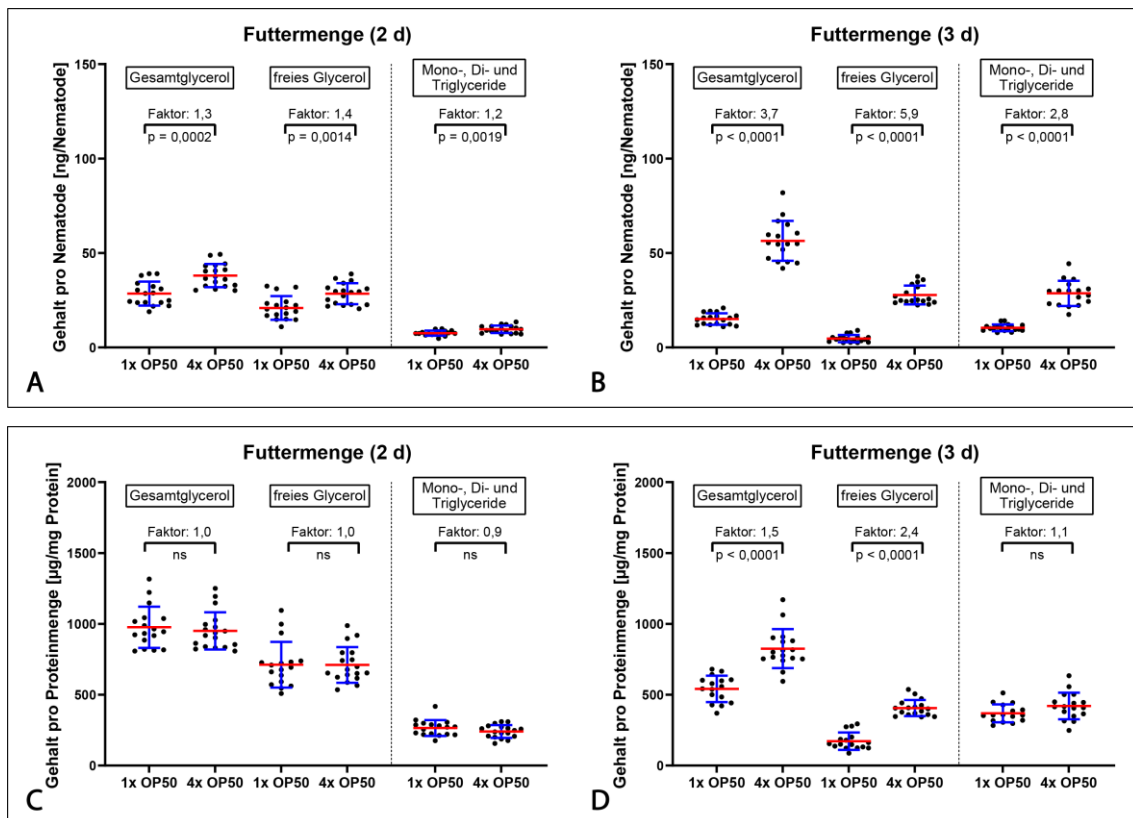 Futtermenge (2 d)
Gehalt pro Nematode [ng/Nematode]
150
100
50
0
Gesamtglycerol
freies Glycerol
Mono-, Di- und
Triglyceride
Faktor: 1,3
p = 0,0002
Faktor: 1,4
p = 0,0014
Faktor: 1,2
p = 0,0019
1x OP50 4x OP50 1x OP50 4x OP50 1x OP50 4x OP50
A
Futtermenge (3 d)
Gehalt pro Nematode [ng/Nematode]
150
100
50
0
Gesamtglycerol
freies Glycerol
Mono-, Di- und
Triglyceride
Faktor: 3,7
p < 0,0001
Faktor: 5,9
p < 0,0001
Faktor: 2,8
p < 0,0001
1x OP50 4x OP50 1x OP50 4x OP50 1x OP50 4x OP50
B
Futtermenge (2 d)
Gehalt pro Proteinmenge [µg/mg Protein]
2000
1500
1000
500
0
Gesamtglycerol
freies Glycerol
Mono-, Di- und
Triglyceride
Faktor: 1,0
ns
Faktor: 1,0
ns
Faktor: 0,9
ns
1x OP50 4x OP50 1x OP50 4x OP50 1x OP50 4x OP50
C
Futtermenge (3 d)
Gehalt pro Proteinmenge [µg/mg Protein]
2000
1500
1000
500
0
Gesamtglycerol
freies Glycerol
Mono-, Di- und
Triglyceride
Faktor: 1,5
p < 0,0001
Faktor: 2,4
p < 0,0001
Faktor: 1,1
ns
1x OP50 4x OP50 1x OP50 4x OP50 1x OP50 4x OP50
D